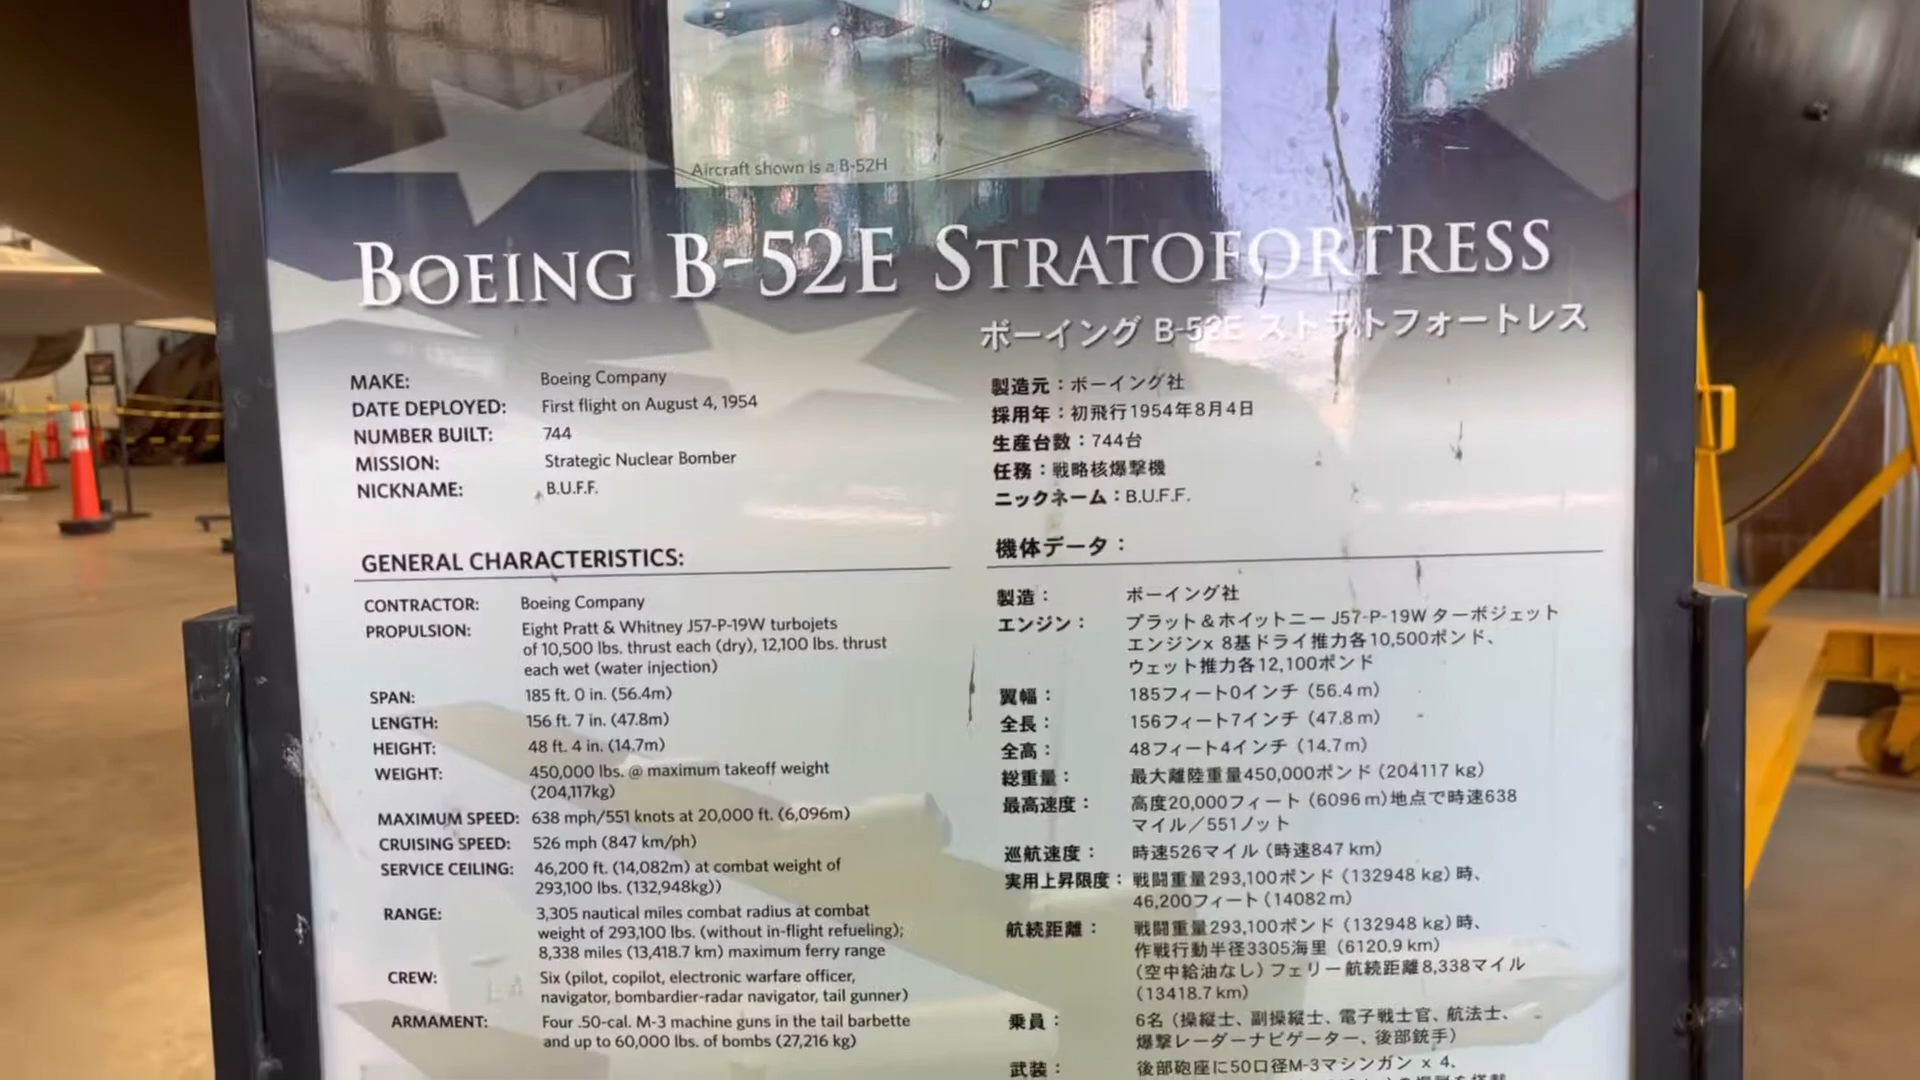 Aircraft shown is a B-52H
BOEING B-52E STRATOFORTRESS
ボーイング B-52E ストラトフォートレス
MAKE: Boeing Company
DATE DEPLOYED: First flight on August 4, 1954
NUMBER BUILT: 744
MISSION: Strategic Nuclear Bomber
NICKNAME: B.U.F.F.
GENERAL CHARACTERISTICS:
CONTRACTOR: Boeing Company
PROPULSION: Eight Pratt & Whitney J57-P-19W turbojets
of 10,500 lbs. thrust each (dry), 12,100 lbs. thrust
each wet (water injection)
SPAN: 185 ft. 0 in. (56.4m)
LENGTH: 156 ft. 7 in. (47.8m)
HEIGHT: 48 ft. 4 in. (14.7m)
WEIGHT: 450,000 lbs. @ maximum takeoff weight
(204,117kg)
MAXIMUM SPEED: 638 mph/551 knots at 20,000 ft. (6,096m)
CRUISING SPEED: 526 mph (847 km/ph)
SERVICE CEILING: 46,200 ft. (14,082m) at combat weight of
293,100 lbs. (132,948kg))
RANGE: 3,305 nautical miles combat radius at combat
weight of 293,100 lbs. (without in-flight refueling);
8,338 miles (13,418.7 km) maximum ferry range
CREW: Six (pilot, copilot, electronic warfare officer,
navigator, bombardier-radar navigator, tail gunner)
ARMAMENT: Four .50-cal. M-3 machine guns in the tail barbette
and up to 60,000 lbs. of bombs (27,216 kg)
製造元：ボーイング社
採用年：初飛行1954年8月4日
生産台数：744台
任務：戦略核爆撃機
ニックネーム：B.U.F.F.
機体データ：
製造： ボーイング社
エンジン： プラット＆ホイットニー J57-P-19W ターボジェット
エンジンx 8基ドライ推力各10,500ポンド、
ウェット推力各12,100ポンド
翼幅： 185フィート0インチ（56.4 m）
全長： 156フィート7インチ（47.8 m）
全高： 48フィート4インチ（14.7 m）
総重量： 最大離陸重量450,000ポンド（204117 kg）
最高速度： 高度20,000フィート（6096 m）地点で時速638
マイル／551ノット
巡航速度： 時速526マイル（時速847 km）
実用上昇限度： 戦闘重量293,100ポンド（132948 kg）時、
46,200フィート（14082 m）
航続距離： 戦闘重量293,100ポンド（132948 kg）時、
作戦行動半径3305海里（6120.9 km）
（空中給油なし）フェリー航続距離8,338マイル
（13418.7 km）
乗員： 6名（操縦士、副操縦士、電子戦士官、航法士、
爆撃レーダーナビゲーター、後部銃手）
武装： 後部砲座に50口径M-3マシンガン x 4、